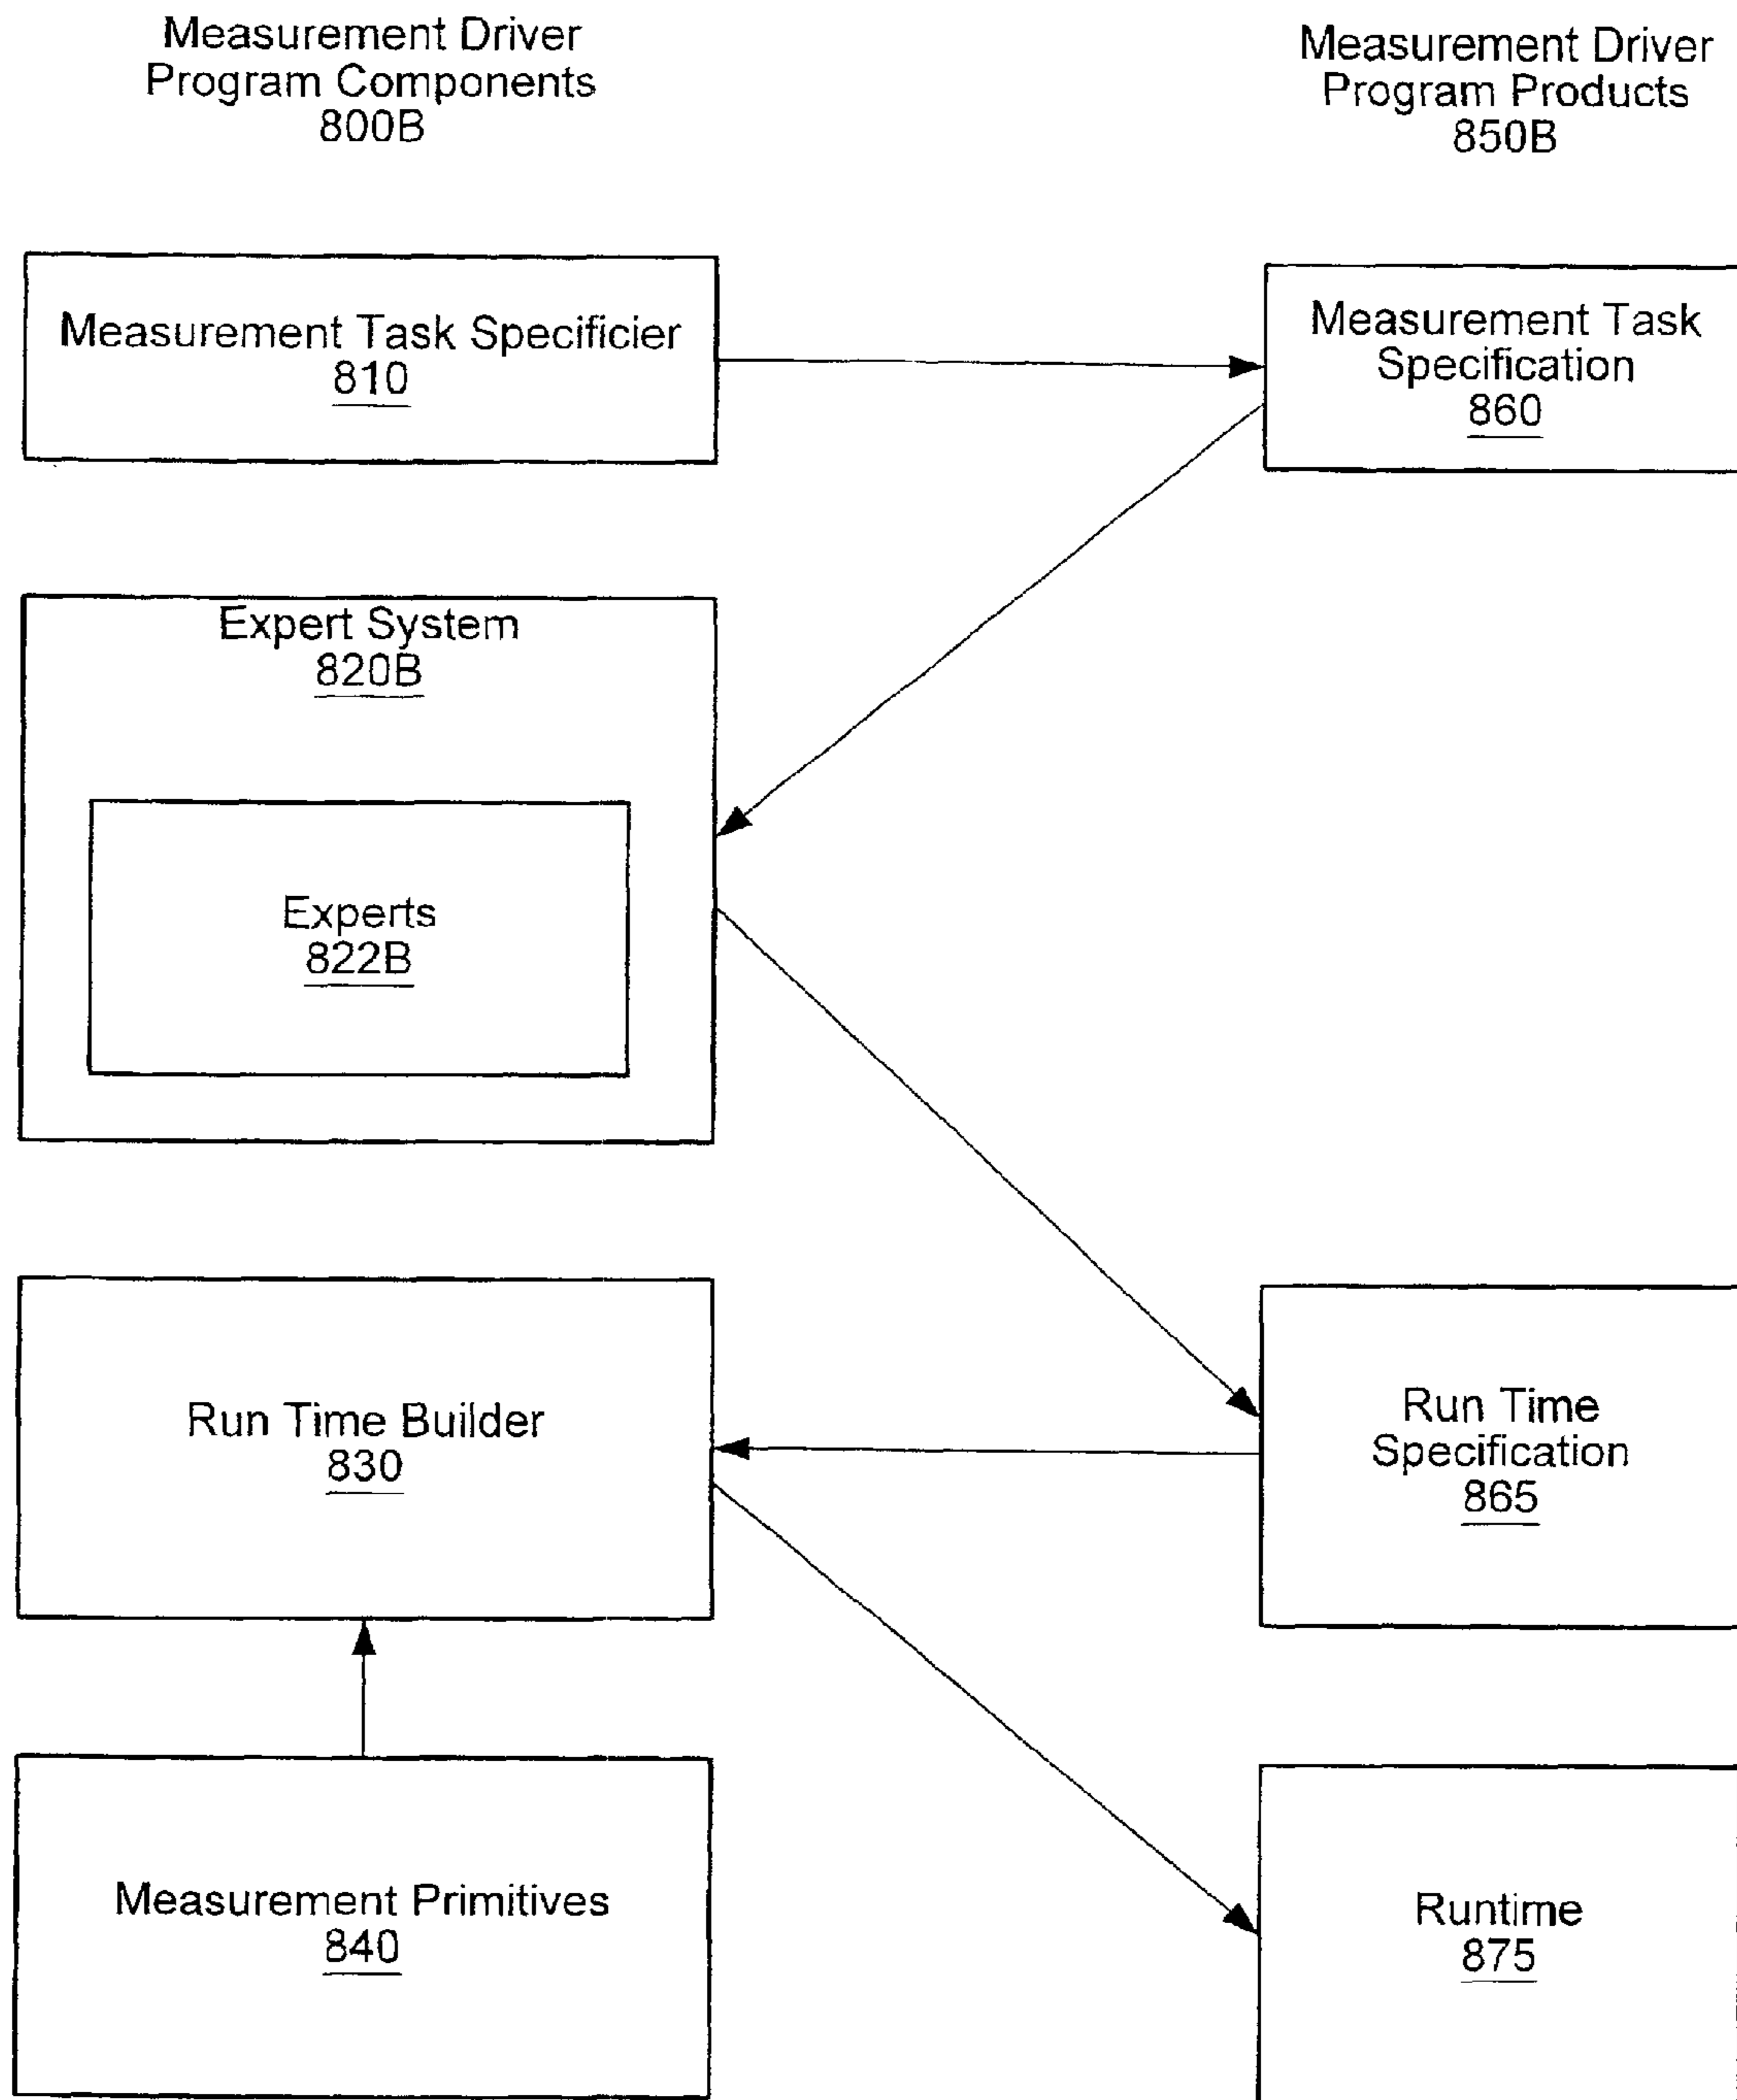 Measurement Driver
Program Components
800B
Measurement Driver
Program Products
850B
Measurement Task Specificier
810
Measurement Task
Specification
860
Expert System
820B
Experts
822B
Run Time Builder
830
Run Time
Specification
865
Measurement Primitives
840
Runtime
875